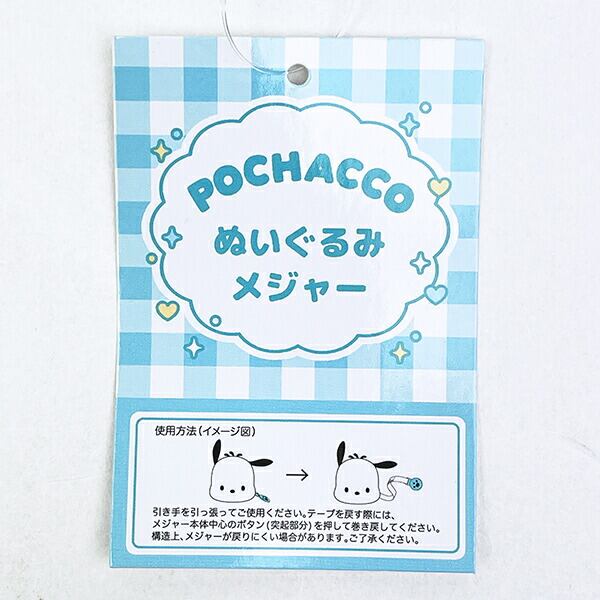 POCHACCO
ぬいぐるみ
メジャー
使用方法(イメージ図)
→
引き手を引っ張ってご使用ください。テープを戻す際には、
メジャー本体中心のボタン(突起部分)を押して巻き戻してください。
構造上、メジャーが戻りにくい場合があります。ご了承ください。